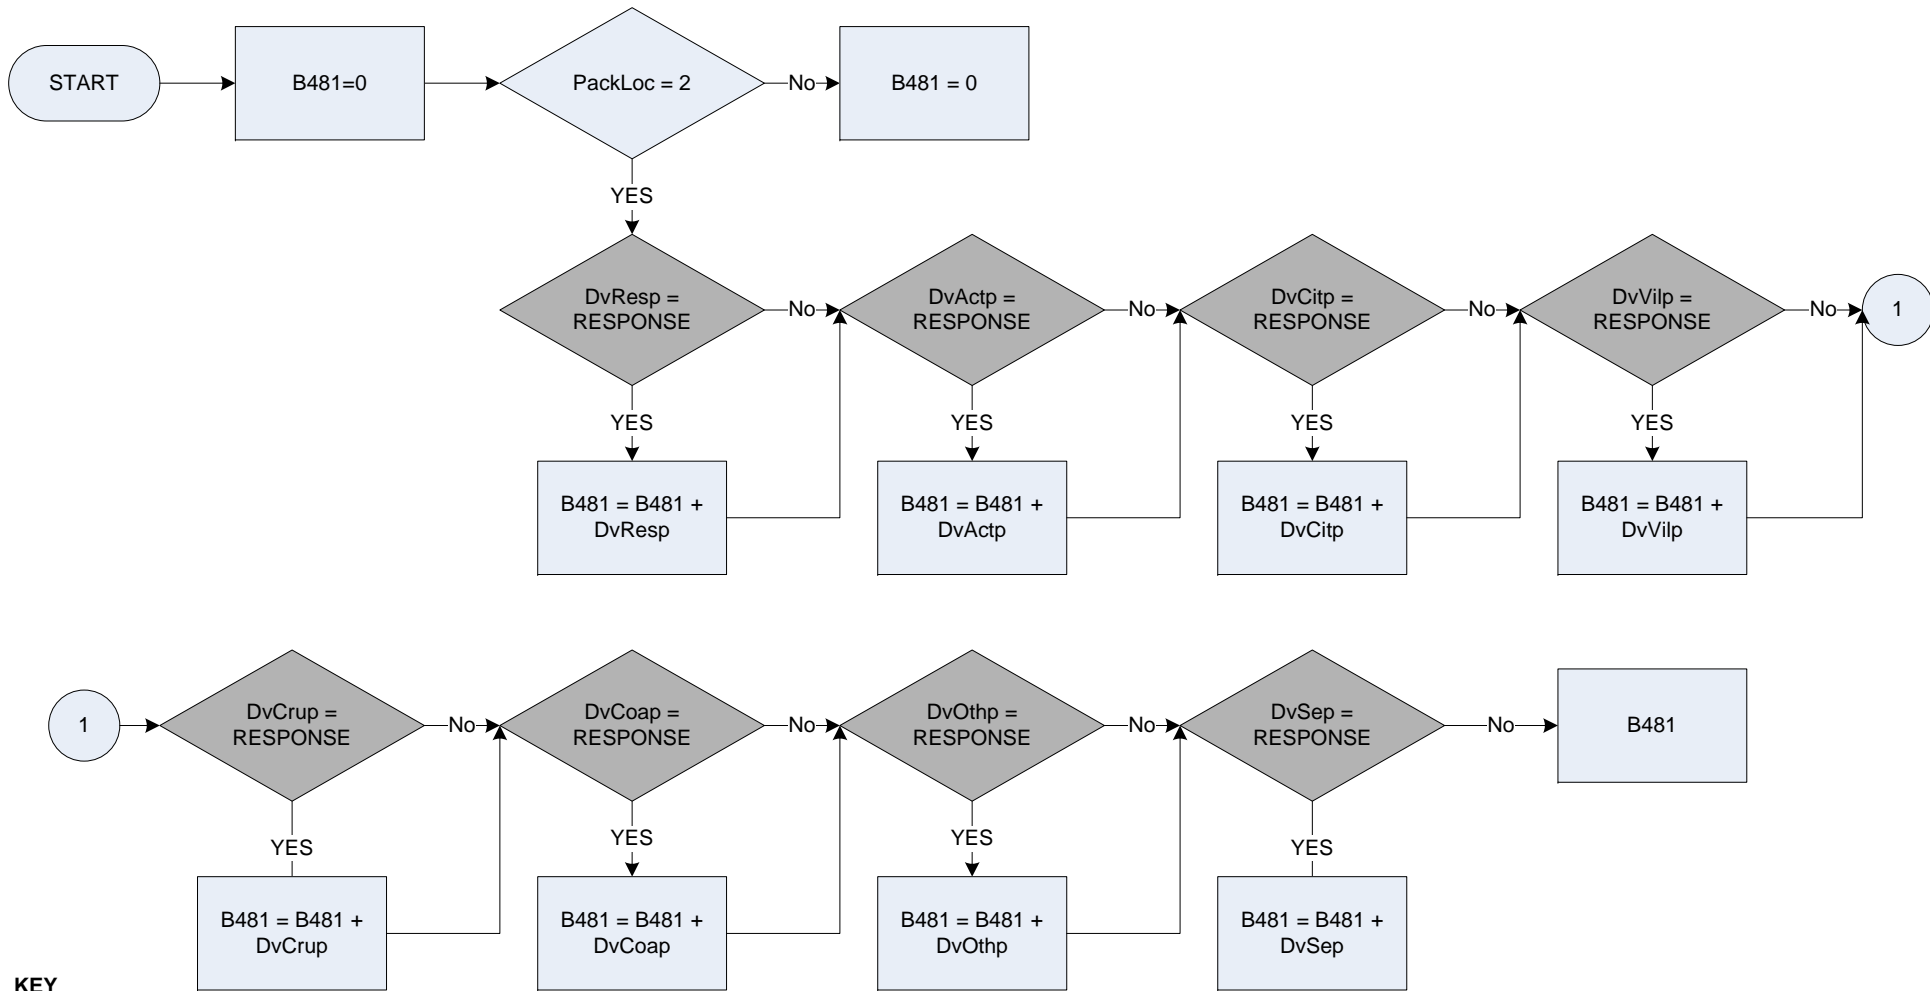 START
B481=0
PackLoc = 2
No
B481 = 0
YES
DvResp =
RESPONSE
No
DvActp =
RESPONSE
No
DvCitp =
RESPONSE
No
DvVilp =
RESPONSE
No
1
YES
YES
YES
YES
B481 = B481 +
DvResp
B481 = B481 +
DvActp
B481 = B481 +
DvCitp
B481 = B481 +
DvVilp
1
DvCrup =
RESPONSE
No
DvCoap =
RESPONSE
No
DvOthp =
RESPONSE
No
DvSep =
RESPONSE
No
B481
YES
YES
YES
YES
B481 = B481 +
DvCrup
B481 = B481 +
DvCoap
B481 = B481 +
DvOthp
B481 = B481 +
DvSep
KEY